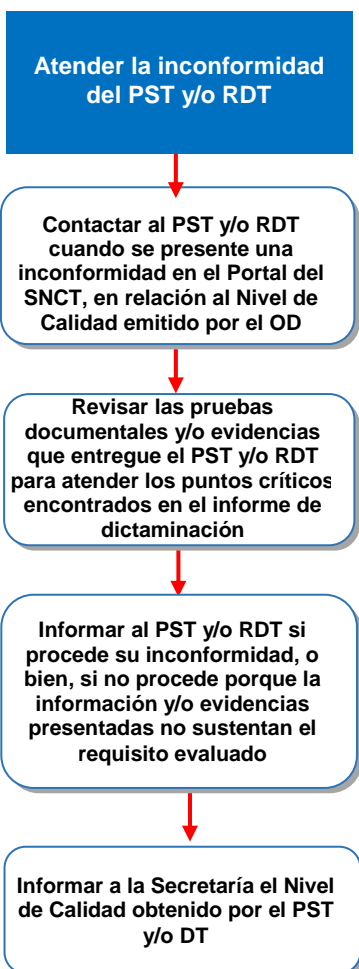 Atender la inconformidad
del PST y/o RDT
Contactar al PST y/o RDT
cuando se presente una
inconformidad en el Portal del
SNCT, en relación al Nivel de
Calidad emitido por el OD
Revisar las pruebas
documentales y/o evidencias
que entregue el PST y/o RDT
para atender los puntos críticos
encontrados en el informe de
dictaminación
Informar al PST y/o RDT si
procede su inconformidad, o
bien, si no procede porque la
información y/o evidencias
presentadas no sustentan el
requisito evaluado
Informar a la Secretaría el Nivel
de Calidad obtenido por el PST
y/o DT